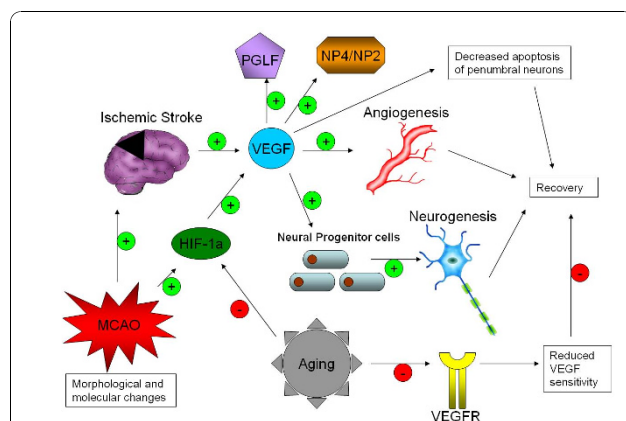 PGLF
NP4/NP2
Decreased apoptosis
of penumbral neurons
Ischemic Stroke
+
+
+
VEGF
+
Angiogenesis
Recovery
+
+
HIF-1a
Neural Progenitor cells
Neurogenesis
+
+
+
-
-
MCAO
Aging
-
Reduced
VEGF
sensitivity
Morphological and
molecular changes
VEGFR